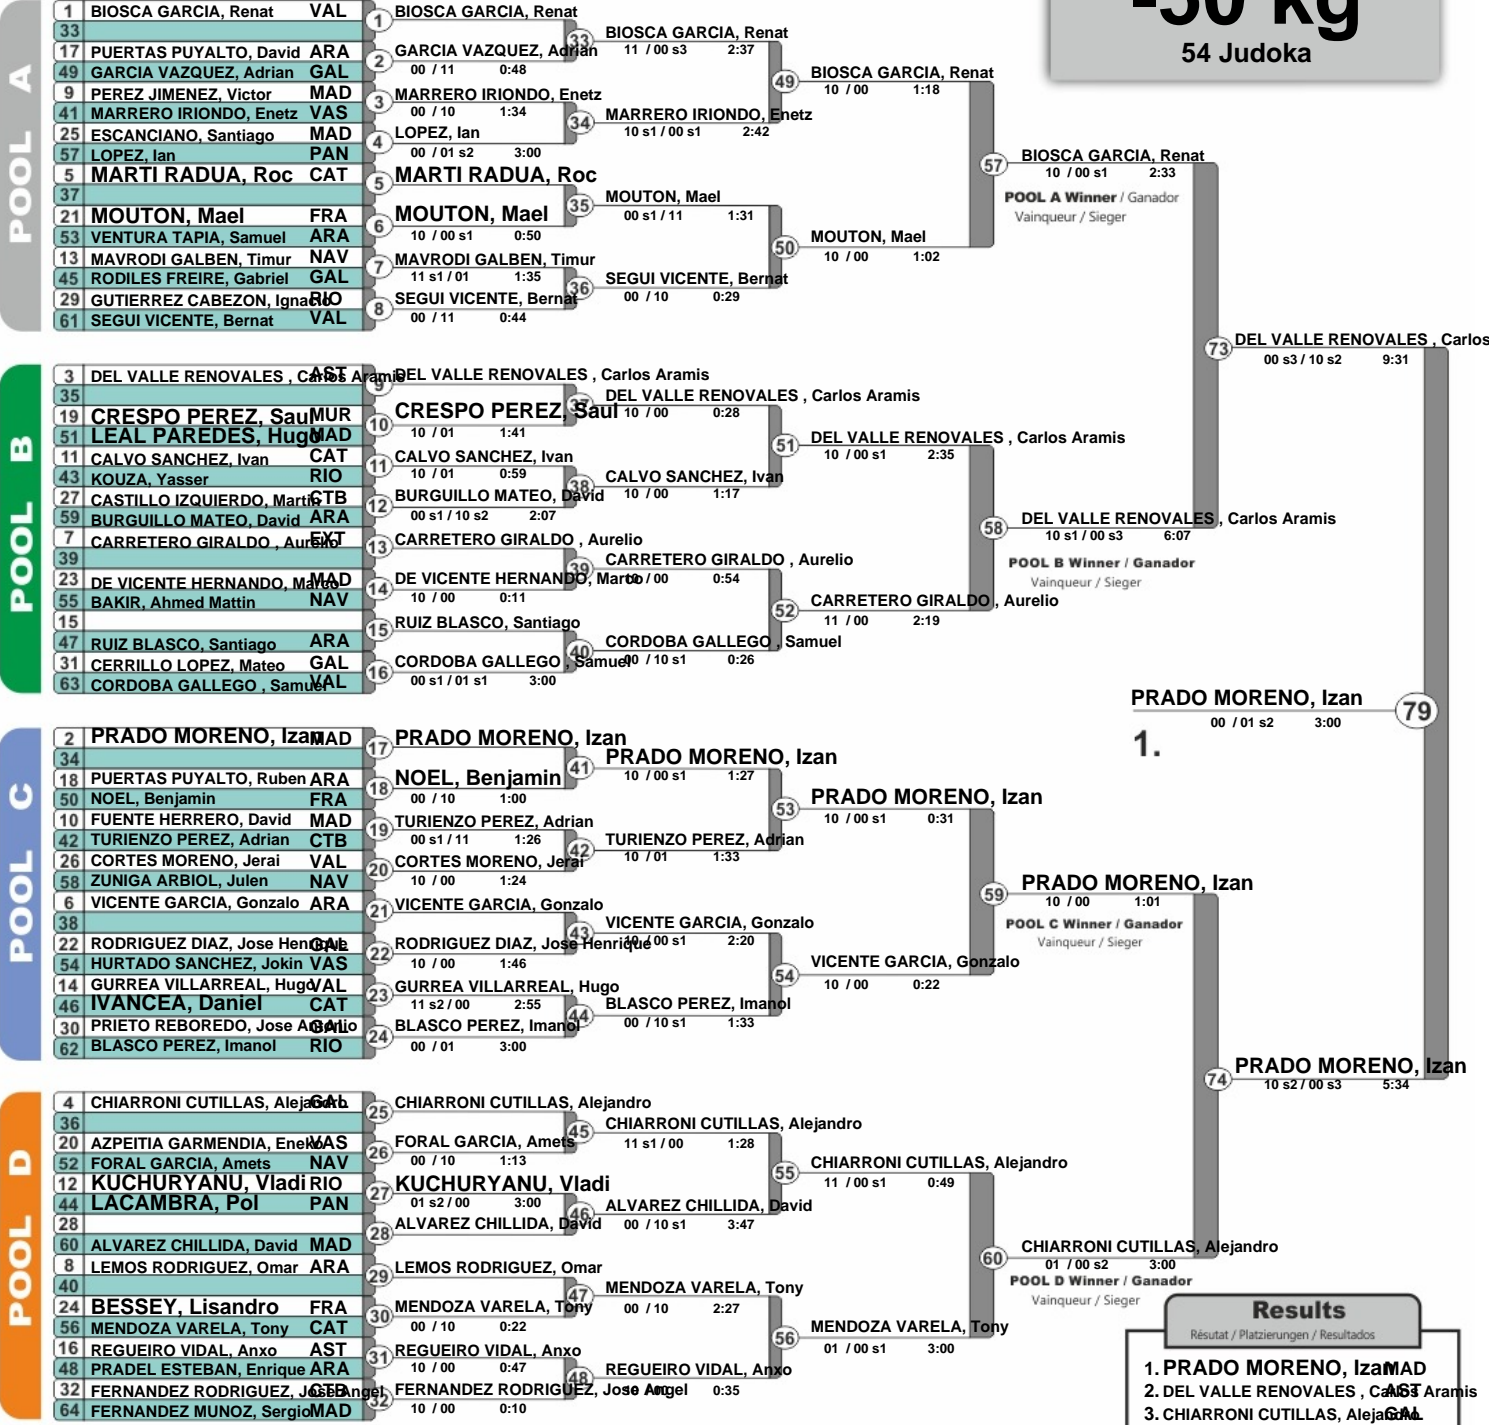 -50 kg
54 Judoka
POOL A
1 BIOSCA GARCIA, Renat VAL
33
17 PUERTAS PUYALTO, David ARA
49 GARCIA VAZQUEZ, Adrian GAL
9 PEREZ JIMENEZ, Victor MAD
41 MARRERO IRIONDO, Enetz VAS
25 ESCANCIANO, Santiago MAD
57 LOPEZ, Ian PAN
5 MARTI RADUA, Roc CAT
37
21 MOUTON, Mael FRA
53 VENTURA TAPIA, Samuel ARA
13 MAVRODI GALBEN, Timur NAV
45 RODILES FREIRE, Gabriel GAL
29 GUTIERREZ CABEZON, Ignacio RIO
61 SEGUI VICENTE, Bernat VAL
1 BIOSCA GARCIA, Renat
2 GARCIA VAZQUEZ, Adrian
00 / 11 0:48
3 MARRERO IRIONDO, Enetz
00 / 10 1:34
4 LOPEZ, Ian
00 / 01 s2 3:00
5 MARTI RADUA, Roc
6 MOUTON, Mael
10 / 00 s1 0:50
7 MAVRODI GALBEN, Timur
11 s1 / 01 1:35
8 SEGUI VICENTE, Bernat
00 / 11 0:44
33 BIOSCA GARCIA, Renat
11 / 00 s3 2:37
34 MARRERO IRIONDO, Enetz
10 s1 / 00 s1 2:42
35 MOUTON, Mael
00 s1 / 11 1:31
36 SEGUI VICENTE, Bernat
00 / 10 0:29
49 BIOSCA GARCIA, Renat
10 / 00 1:18
50 MOUTON, Mael
10 / 00 1:02
57 BIOSCA GARCIA, Renat
10 / 00 s1 2:33
POOL A Winner / Ganador
Vainqueur / Sieger
POOL B
3 DEL VALLE RENOVALES , Carlos Aramis AST
35
19 CRESPO PEREZ, Saul MUR
51 LEAL PAREDES, Hugo MAD
11 CALVO SANCHEZ, Ivan CAT
43 KOUZA, Yasser RIO
27 CASTILLO IZQUIERDO, Martin CTB
59 BURGUILLO MATEO, David ARA
7 CARRETERO GIRALDO , Aurelio EXT
39
23 DE VICENTE HERNANDO, Marco MAD
55 BAKIR, Ahmed Mattin NAV
15
47 RUIZ BLASCO, Santiago ARA
31 CERRILLO LOPEZ, Mateo GAL
63 CORDOBA GALLEGO , Samuel VAL
9 DEL VALLE RENOVALES , Carlos Aramis
10 CRESPO PEREZ, Saul
10 / 01 1:41
11 CALVO SANCHEZ, Ivan
10 / 01 0:59
12 BURGUILLO MATEO, David
00 s1 / 10 s2 2:07
13 CARRETERO GIRALDO , Aurelio
14 DE VICENTE HERNANDO, Marco
10 / 00 0:11
15 RUIZ BLASCO, Santiago
16 CORDOBA GALLEGO , Samuel
00 s1 / 01 s1 3:00
37 DEL VALLE RENOVALES , Carlos Aramis
10 / 00 0:28
38 CALVO SANCHEZ, Ivan
10 / 00 1:17
39 CARRETERO GIRALDO , Aurelio
10 / 00 0:54
40 CORDOBA GALLEGO , Samuel
00 / 10 s1 0:26
51 DEL VALLE RENOVALES , Carlos Aramis
10 / 00 s1 2:35
52 CARRETERO GIRALDO , Aurelio
11 / 00 2:19
58 DEL VALLE RENOVALES , Carlos Aramis
10 s1 / 00 s3 6:07
POOL B Winner / Ganador
Vainqueur / Sieger
73 DEL VALLE RENOVALES , Carlos
00 s3 / 10 s2 9:31
PRADO MORENO, Izan 79
00 / 01 s2 3:00
1.
POOL C
2 PRADO MORENO, Izan MAD
34
18 PUERTAS PUYALTO, Ruben ARA
50 NOEL, Benjamin FRA
10 FUENTE HERRERO, David MAD
42 TURIENZO PEREZ, Adrian CTB
26 CORTES MORENO, Jerai VAL
58 ZUNIGA ARBIOL, Julen NAV
6 VICENTE GARCIA, Gonzalo ARA
38
22 RODRIGUEZ DIAZ, Jose Henrique GAL
54 HURTADO SANCHEZ, Jokin VAS
14 GURREA VILLARREAL, Hugo VAL
46 IVANCEA, Daniel CAT
30 PRIETO REBOREDO, Jose Antonio GAL
62 BLASCO PEREZ, Imanol RIO
17 PRADO MORENO, Izan
18 NOEL, Benjamin
00 / 10 1:00
19 TURIENZO PEREZ, Adrian
00 s1 / 11 1:26
20 CORTES MORENO, Jerai
10 / 00 1:24
21 VICENTE GARCIA, Gonzalo
22 RODRIGUEZ DIAZ, Jose Henrique
10 / 00 1:46
23 GURREA VILLARREAL, Hugo
11 s2 / 00 2:55
24 BLASCO PEREZ, Imanol
00 / 01 3:00
41 PRADO MORENO, Izan
10 / 00 s1 1:27
42 TURIENZO PEREZ, Adrian
10 / 01 1:33
43 VICENTE GARCIA, Gonzalo
10 / 00 s1 2:20
44 BLASCO PEREZ, Imanol
00 / 10 s1 1:33
53 PRADO MORENO, Izan
10 / 00 s1 0:31
54 VICENTE GARCIA, Gonzalo
10 / 00 0:22
59 PRADO MORENO, Izan
10 / 00 1:01
POOL C Winner / Ganador
Vainqueur / Sieger
74 PRADO MORENO, Izan
10 s2 / 00 s3 5:34
POOL D
4 CHIARRONI CUTILLAS, Alejandro GAL
36
20 AZPEITIA GARMENDIA, Eneko VAS
52 FORAL GARCIA, Amets NAV
12 KUCHURYANU, Vladi RIO
44 LACAMBRA, Pol PAN
28
60 ALVAREZ CHILLIDA, David MAD
8 LEMOS RODRIGUEZ, Omar ARA
40
24 BESSEY, Lisandro FRA
56 MENDOZA VARELA, Tony CAT
16 REGUEIRO VIDAL, Anxo AST
48 PRADEL ESTEBAN, Enrique ARA
32 FERNANDEZ RODRIGUEZ, Jose Angel CTB
64 FERNANDEZ MUNOZ, Sergio MAD
25 CHIARRONI CUTILLAS, Alejandro
26 FORAL GARCIA, Amets
00 / 10 1:13
27 KUCHURYANU, Vladi
01 s2 / 00 3:00
28 ALVAREZ CHILLIDA, David
29 LEMOS RODRIGUEZ, Omar
30 MENDOZA VARELA, Tony
00 / 10 0:22
31 REGUEIRO VIDAL, Anxo
10 / 00 0:47
32 FERNANDEZ RODRIGUEZ, Jose Angel
10 / 00 0:10
45 CHIARRONI CUTILLAS, Alejandro
11 s1 / 00 1:28
46 ALVAREZ CHILLIDA, David
00 / 10 s1 3:47
47 MENDOZA VARELA, Tony
00 / 10 2:27
48 REGUEIRO VIDAL, Anxo
10 / 00 0:35
55 CHIARRONI CUTILLAS, Alejandro
11 / 00 s1 0:49
56 MENDOZA VARELA, Tony
01 / 00 s1 3:00
60 CHIARRONI CUTILLAS, Alejandro
01 / 00 s2 3:00
POOL D Winner / Ganador
Vainqueur / Sieger
Results
Résutat / Platzierungen / Resultados
1. PRADO MORENO, Izan MAD
2. DEL VALLE RENOVALES , Carlos Aramis AST
3. CHIARRONI CUTILLAS, Alejandro GAL